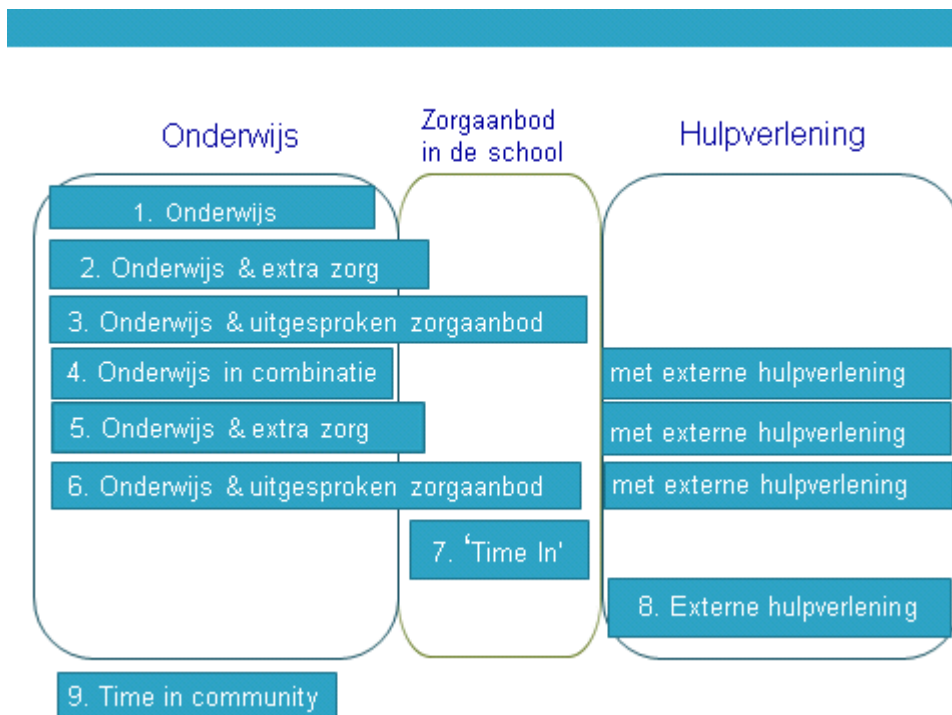 Onderwijs
Zorgaanbod
in de school
Hulpverlening
1. Onderwijs
2. Onderwijs & extra zorg
3. Onderwijs & uitgesproken zorgaanbod
4. Onderwijs in combinatie
met externe hulpverlening
5. Onderwijs & extra zorg
met externe hulpverlening
6. Onderwijs & uitgesproken zorgaanbod
met externe hulpverlening
7. ‘Time In'
8. Externe hulpverlening
9. Time in community